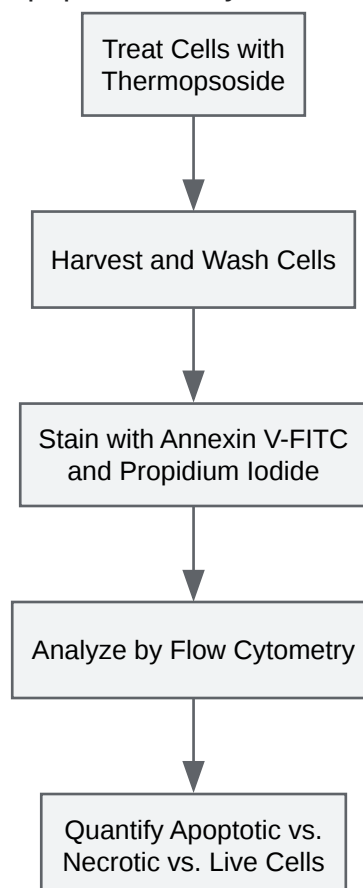 Treat Cells with
Thermopsoside
Harvest and Wash Cells
Stain with Annexin V-FITC
and Propidium Iodide
Analyze by Flow Cytometry
Quantify Apoptotic vs.
Necrotic vs. Live Cells